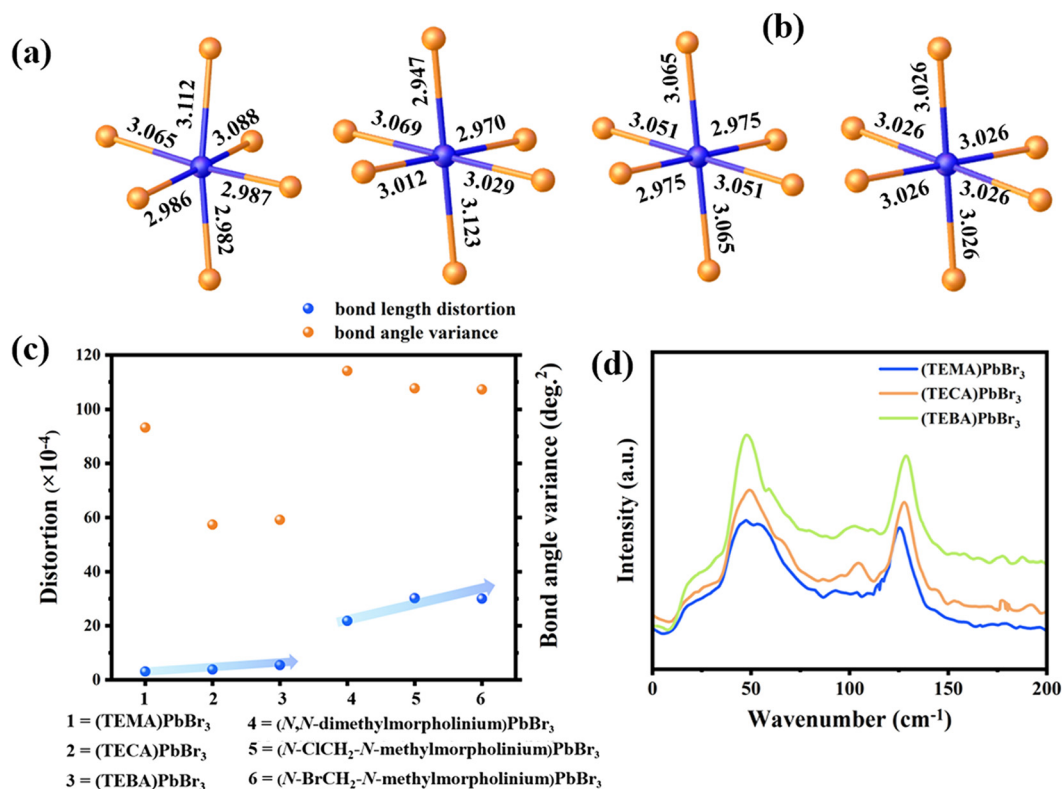 (a)
(b)
3.112
3.065
3.088
2.986
2.987
2.982
2.947
3.069
2.970
3.012
3.029
3.123
3.065
3.051
2.975
2.975
3.051
3.065
3.026
3.026
3.026
3.026
3.026
3.026
bond length distortion
bond angle variance
(c)
120
100
80
60
40
20
0
Distortion (×10⁻⁴)
Bond angle variance (deg.²)
1 2 3 4 5 6
1 = (TEMA)PbBr₃
2 = (TECA)PbBr₃
3 = (TEBA)PbBr₃
4 = (N,N-dimethylmorpholinium)PbBr₃
5 = (N-ClCH₂-N-methylmorpholinium)PbBr₃
6 = (N-BrCH₂-N-methylmorpholinium)PbBr₃
(d)
(TEMA)PbBr₃
(TECA)PbBr₃
(TEBA)PbBr₃
Intensity (a.u.)
0 50 100 150 200
Wavenumber (cm⁻¹)